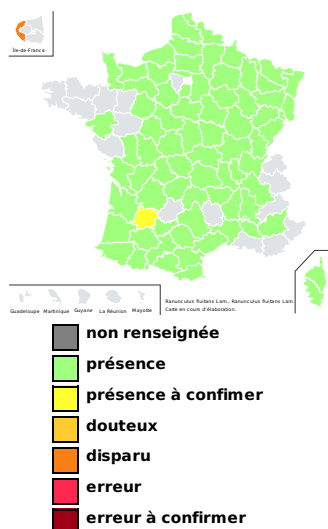 Île-de-France
Guadeloupe Martinique Guyane La Réunion Mayotte
Ranunculus fluitans Lam., Ranunculus fluitans Lam.
Carte en cours d'élaboration.
non renseignée
présence
présence à confimer
douteux
disparu
erreur
erreur à confirmer